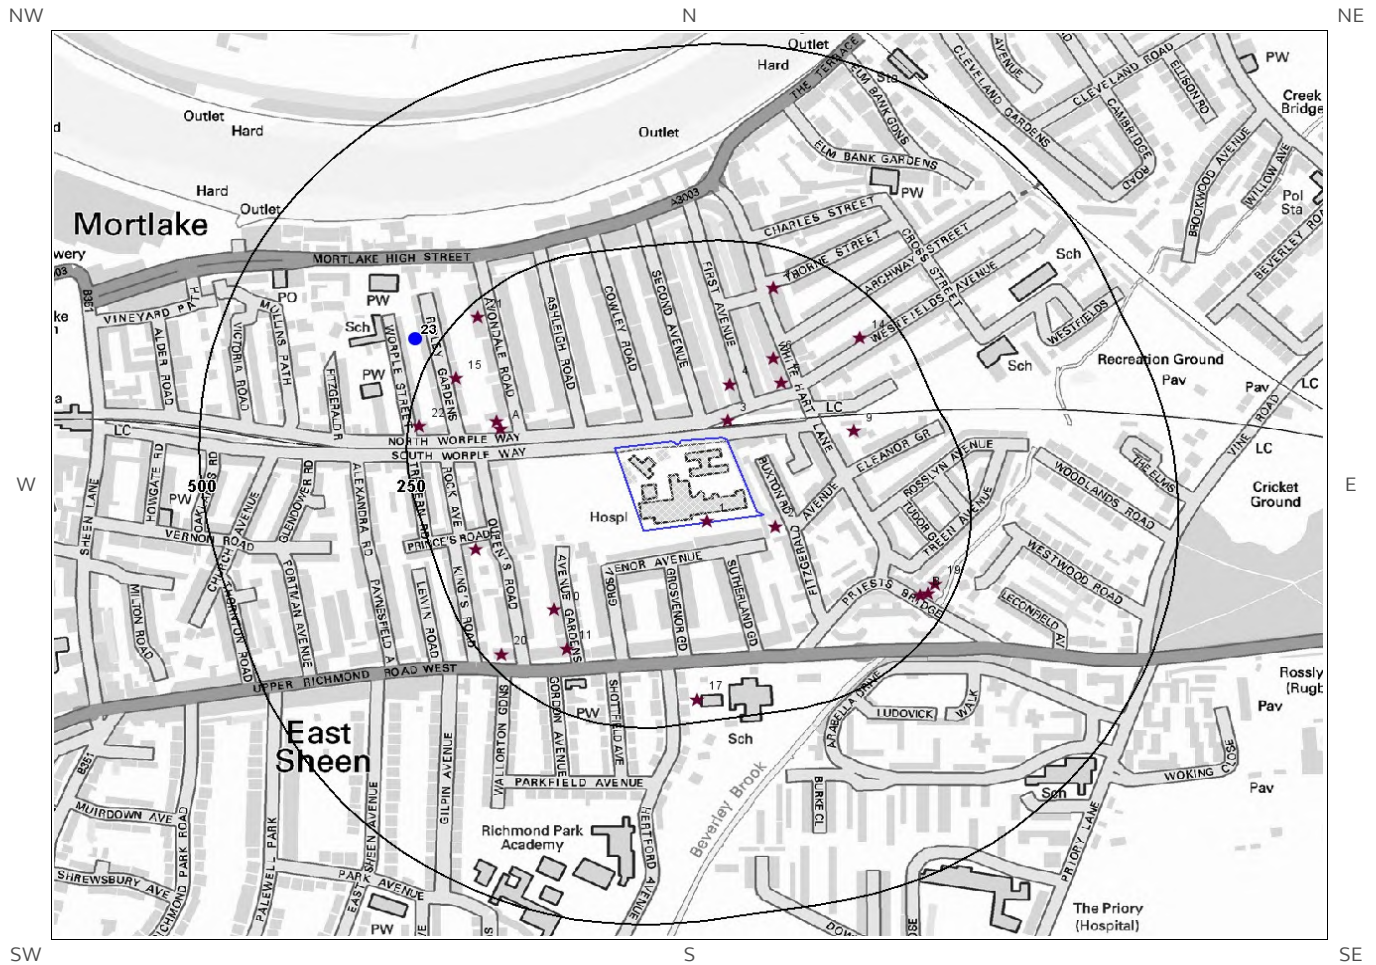 NW
N
NE
W
E
SW
S
SE
Outlet
Hard
THE TERRACE
Sta
ELM BANK GDNS
AVENUE
CLEVELAND GARDENS
CLEVELAND ROAD
ELLISON RD
CAMBRIDGE
ROAD
PW
Creek
Bridge
Outlet
Hard
Outlet
ELM BANK GARDENS
PW
BROOKWOOD AVENUE
WILLOW AVE
Pol
Sta
BEVERLEY ROAD
Hard
Outlet
A3003
Mortlake
CHARLES STREET
THORNE STREET
CROSS STREET
ARCHWAY STREET
WESTFIELDS AVENUE
WESTFIELDS
Sch
wery
MORTLAKE HIGH STREET
B351
VINEYARD PATH
PO
PW
Sch
23
MULLINS PATH
VICTORIA ROAD
ALDER ROAD
FITZGERALD R
PW
WORPLE STREET
GARDENS
AVONDALE ROAD
ASHLEIGH ROAD
COWLEY ROAD
SECOND AVENUE
FIRST AVENUE
WHITE HART LANE
14
15
4
3
9
22
A
Sch
Recreation Ground
Pav
Pav
LC
LC
LC
LC
VINE ROAD
NORTH WORPLE WAY
SOUTH WORPLE WAY
500
250
PW
SHEEN LANE
HOWGATE RD
VERNON ROAD
CHURCH AVENUE
GLENDOWER RD
ALEXANDRA RD
ROCK AVE
PRINCE'S ROAD
QUEEN'S ROAD
KING'S ROAD
LEWIN ROAD
Hospl
1
BUXTON RD
AVENUE
FITZGERALD
ELEANOR GR
ROSSLYN AVENUE
TUDOR
TREEN AVENUE
WOODLANDS ROAD
THE ELMS
WESTWOOD ROAD
LECONFIELD AV
Cricket
Ground
PRIESTS
BRIDGE
19
MILTON ROAD
THORNTON ROAD
PORTMAN AVENUE
PAYNESFIELD A
AVENUE GARDENS
11
20
GROSVENOR AVENUE
GROSVENOR GD
SUTHERLAND GD
UPPER RICHMOND ROAD WEST
17
Sch
PW
East
Sheen
B351
MUIRDOWN AVE
SHREWSBURY AVE
RICHMOND PARK ROAD
PALEWELL PARK
EAST SHEEN AVENUE
PARK AVENUE
PW
GILPIN AVENUE
WALLORTON GDNS
GORDON AVENUE
SHOTTFIELD AVE
PARKFIELD AVENUE
HERTFORD AVENUE
Richmond Park
Academy
Beverley Brook
ARABELLA DRIVE
LUDOVICK
WALK
BURKE CL
Sch
WOKING CLOSE
PRIORY LANE
Rossly
(Rugb
Pav
Pav
The Priory
(Hospital)